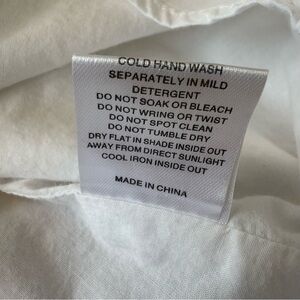 COLD HAND WASH
SEPARATELY IN MILD
DETERGENT
DO NOT SOAK OR BLEACH
DO NOT WRING OR TWIST
DO NOT SPOT CLEAN
DO NOT TUMBLE DRY
DRY FLAT IN SHADE INSIDE OUT
AWAY FROM DIRECT SUNLIGHT
COOL IRON INSIDE OUT
MADE IN CHINA